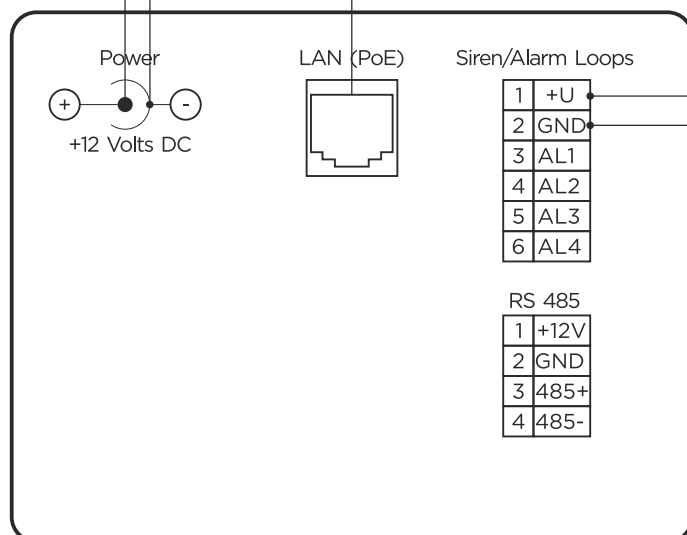 Power
LAN (PoE)
Siren/Alarm Loops
+
-
+12 Volts DC
1 +U
2 GND
3 AL1
4 AL2
5 AL3
6 AL4
RS 485
1 +12V
2 GND
3 485+
4 485-